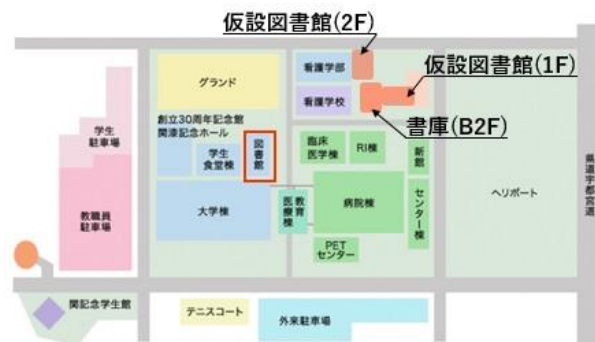 仮設図書館(2F)
仮設図書館(1F)
書庫(B2F)
グランド
看護学部
看護学校
創立30周年記念館
関湊記念ホール
学生
食堂棟
図書館
臨床
医学棟
RI棟
新館
学生
駐車場
教職員
駐車場
大学棟
教育
医療棟
病院棟
センター棟
ヘリポート
県道宇都宮道
PET
センター
関記念学生館
テニスコート
外来駐車場